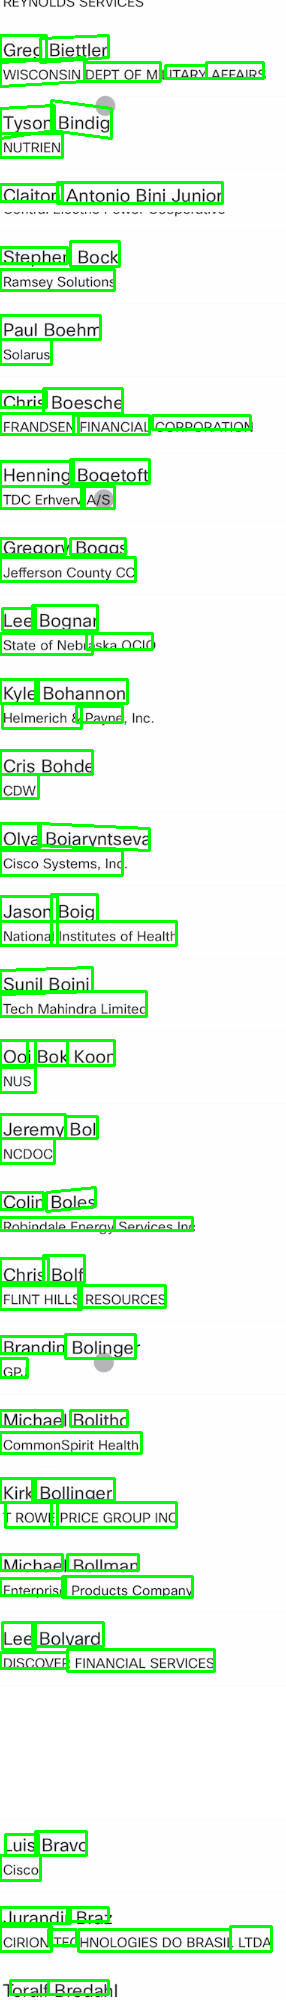 REYNOLDS SERVICES
Greg Biettler
WISCONSIN DEPT OF MILITARY AFFAIRS
Tyson Bindig
NUTRIEN
Claiton Antonio Bini Junior
Central Electric Power Cooperative
Stephen Bock
Ramsey Solutions
Paul Boehm
Solarus
Chris Boesche
FRANDSEN FINANCIAL CORPORATION
Henning Bogetoft
TDC Erhverv A/S
Gregory Boggs
Jefferson County CO
Lee Bognar
State of Nebraska OCIO
Kyle Bohannon
Helmerich & Payne, Inc.
Cris Bohde
CDW
Olya Boiaryntseva
Cisco Systems, Inc.
Jason Boig
National Institutes of Health
Sunil Boini
Tech Mahindra Limited
Ooi Bok Koon
NUS
Jeremy Bol
NCDOC
Colin Boles
Robindale Energy Services Inc
Chris Bolf
FLINT HILLS RESOURCES
Brandin Bolinger
GPJ
Michael Bolitho
CommonSpirit Health
Kirk Bollinger
T ROWE PRICE GROUP INC
Michael Bollman
Enterprise Products Company
Lee Bolyard
DISCOVER FINANCIAL SERVICES
Luis Bravo
Cisco
Jurandir Braz
CIRION TECHNOLOGIES DO BRASIL LTDA
Toralf Bredahl